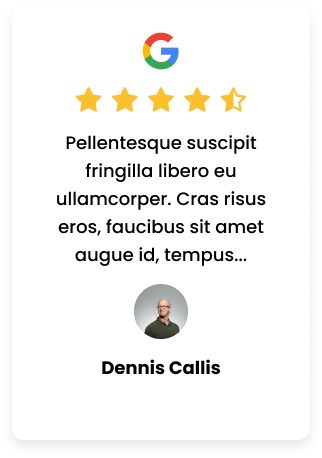 Pellentesque suscipit
fringilla libero eu
ullamcorper. Cras risus
eros, faucibus sit amet
augue id, tempus...
Dennis Callis